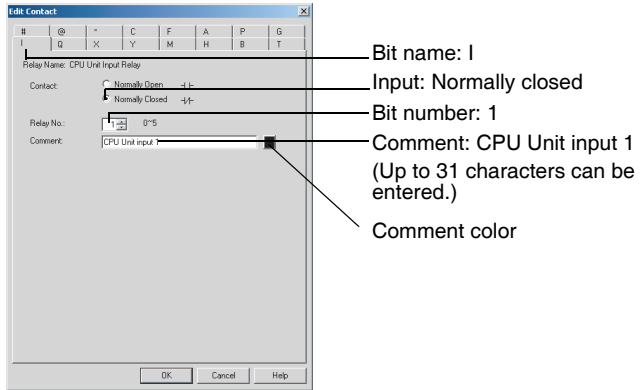 Edit Contact
# @ * C F A P G
I Q X Y M H B T
Relay Name: CPU Unit Input Relay
Contact: Normally Open
Normally Closed
Relay No.: 1 0~5
Comment: CPU Unit input 1
OK Cancel Help
Bit name: I
Input: Normally closed
Bit number: 1
Comment: CPU Unit input 1
(Up to 31 characters can be
entered.)
Comment color